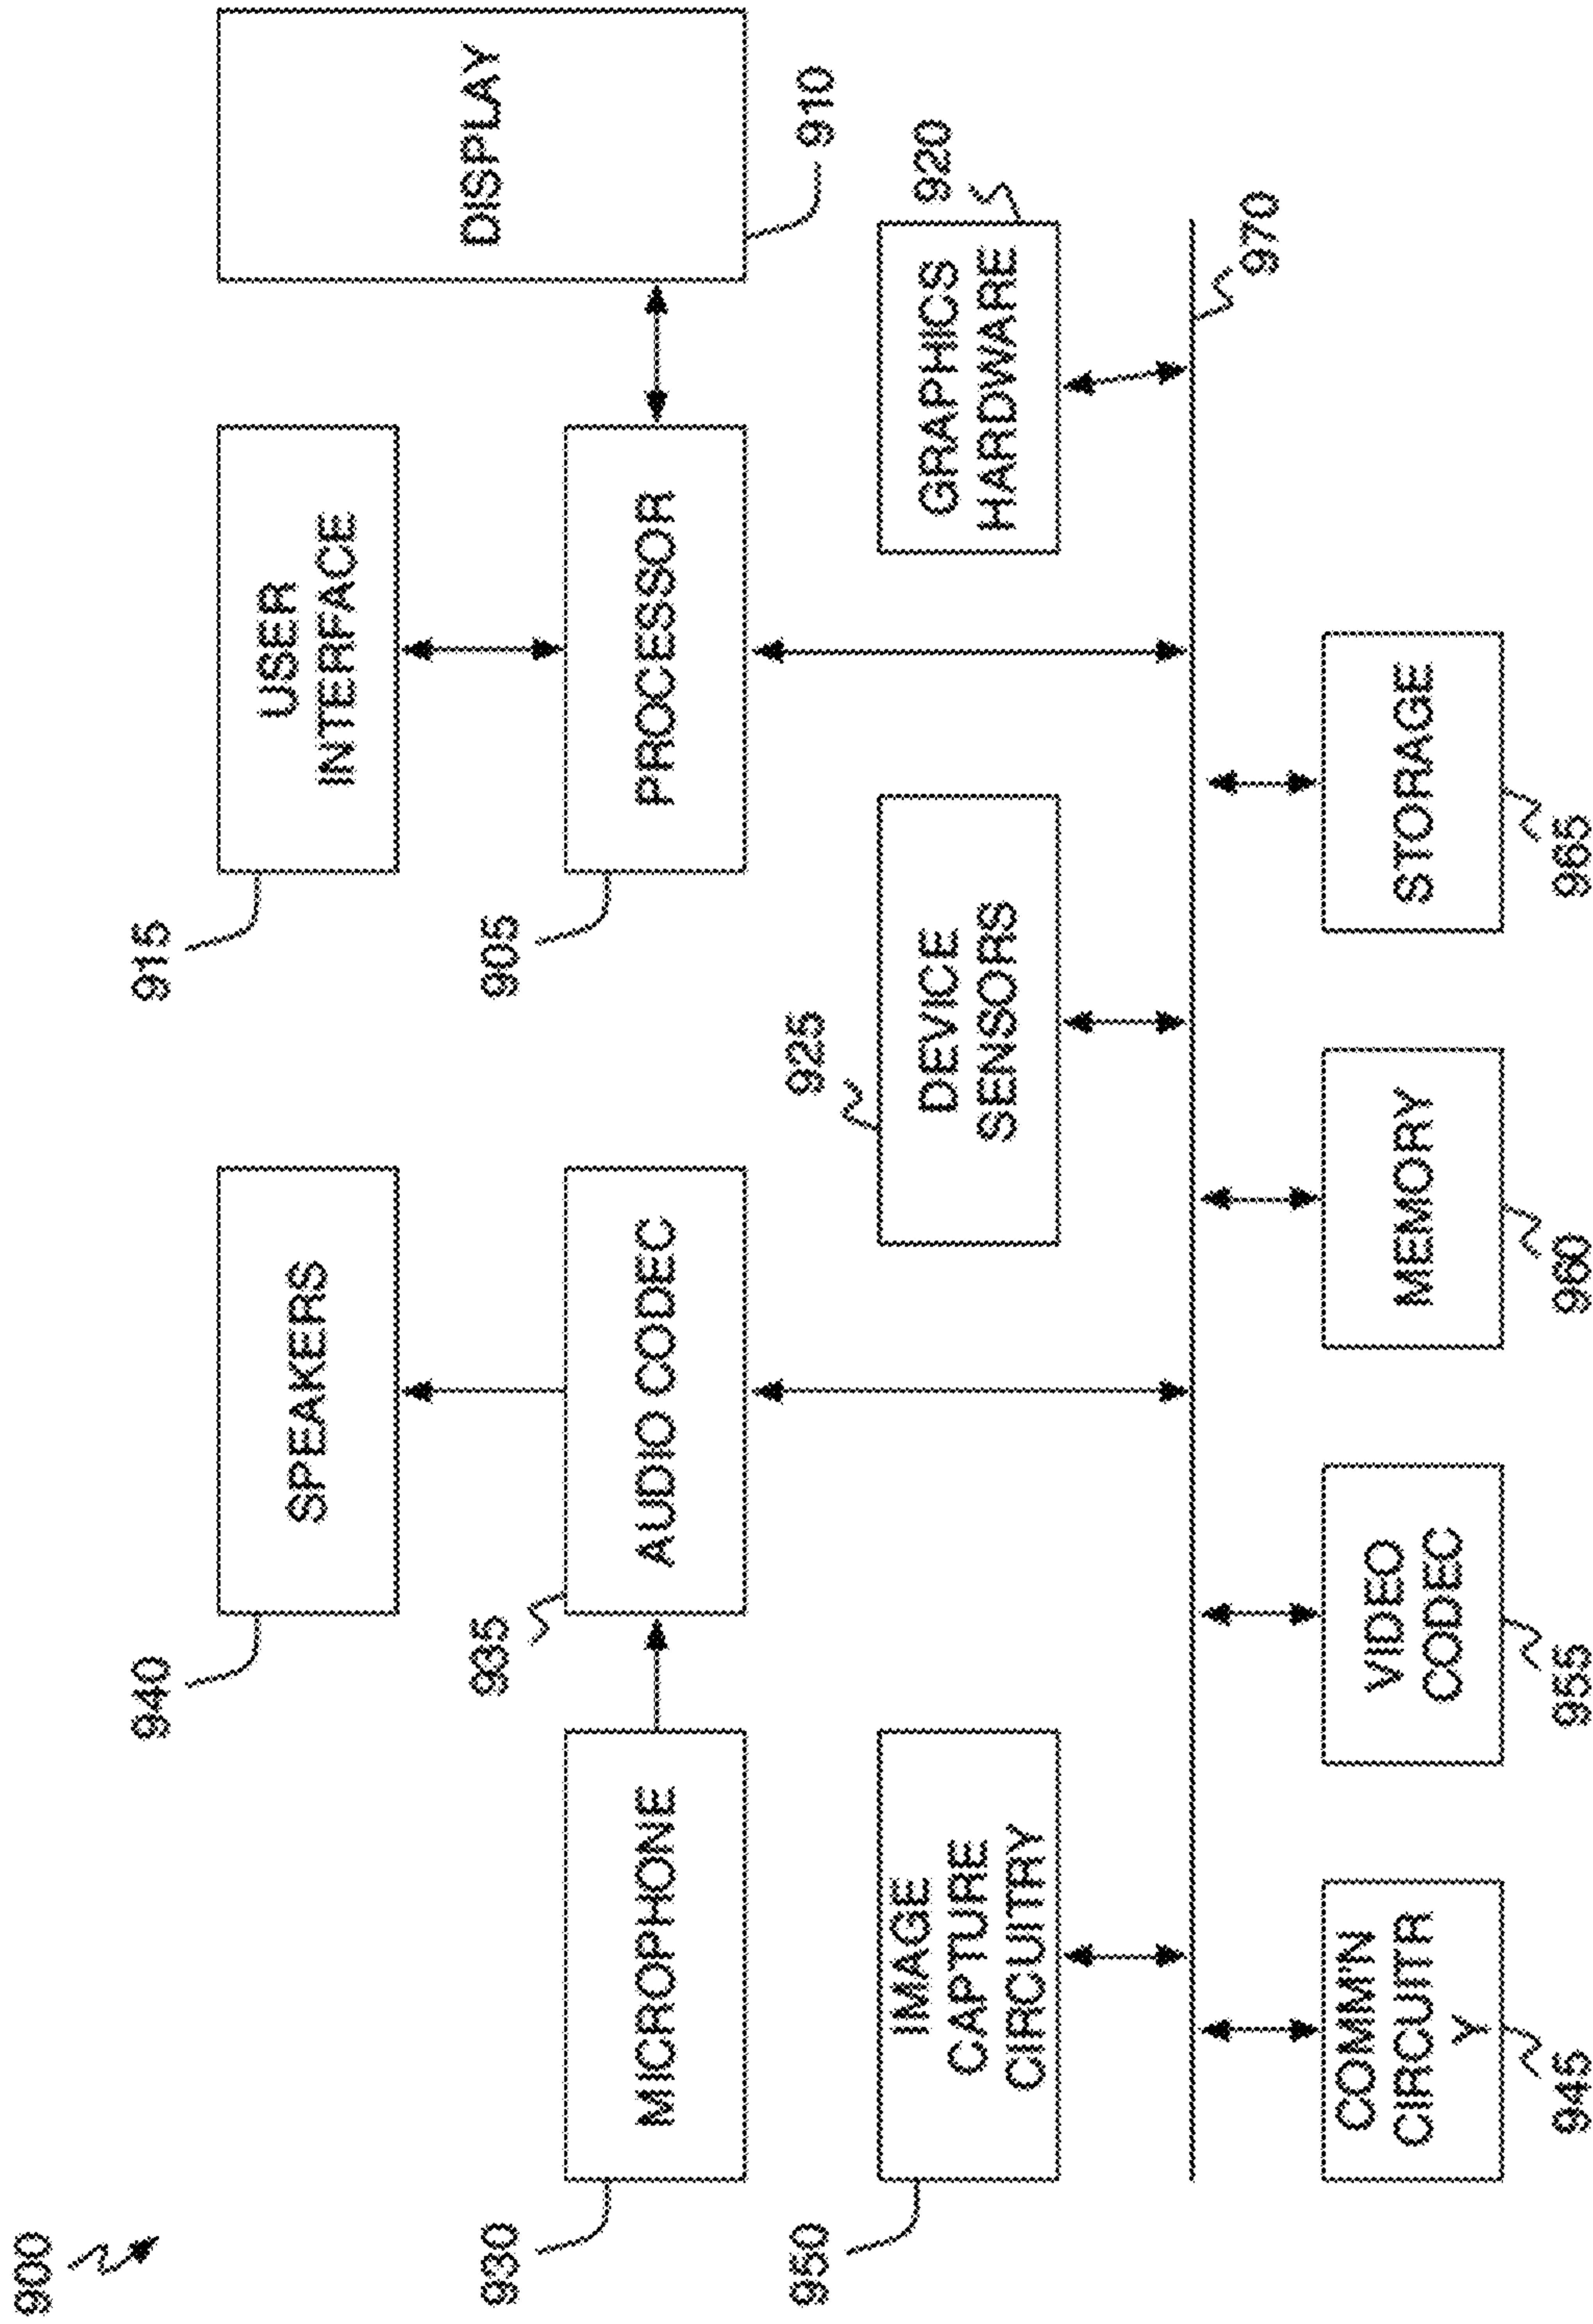 900
940
SPEAKERS
915
USER
INTERFACE
DISPLAY
910
930
MICROPHONE
935
AUDIO CODEC
905
PROCESSOR
950
IMAGE
CAPTURE
CIRCUITRY
925
DEVICE
SENSORS
GRAPHICS
HARDWARE
920
970
COMM'N
CIRCUITR
Y
945
VIDEO
CODEC
955
MEMORY
960
STORAGE
965